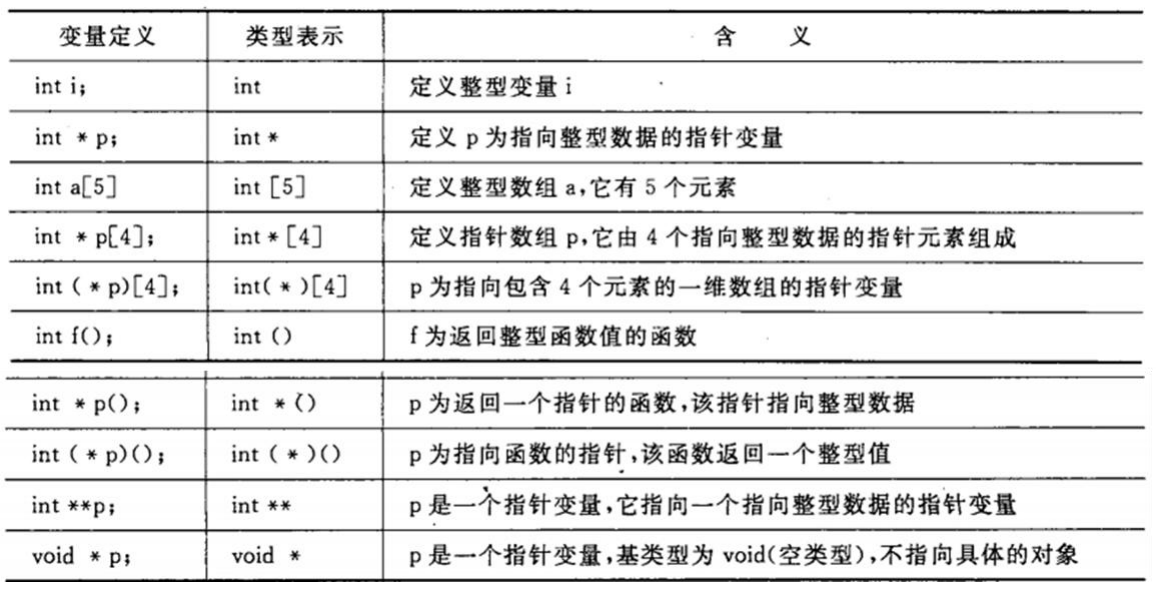 变量定义 类型表示 含 义
int i; int 定义整型变量 i
int * p; int * 定义 p 为指向整型数据的指针变量
int a[5] int [5] 定义整型数组 a,它有 5 个元素
int * p[4]; int * [4] 定义指针数组 p,它由 4 个指向整型数据的指针元素组成
int ( * p)[4]; int( * )[4] p 为指向包含 4 个元素的一维数组的指针变量
int f(); int () f 为返回整型函数值的函数
int * p(); int * () p 为返回一个指针的函数,该指针指向整型数据
int ( * p)(); int ( * )() p 为指向函数的指针,该函数返回一个整型值
int **p; int ** p 是一个指针变量,它指向一个指向整型数据的指针变量
void * p; void * p 是一个指针变量,基类型为 void(空类型),不指向具体的对象